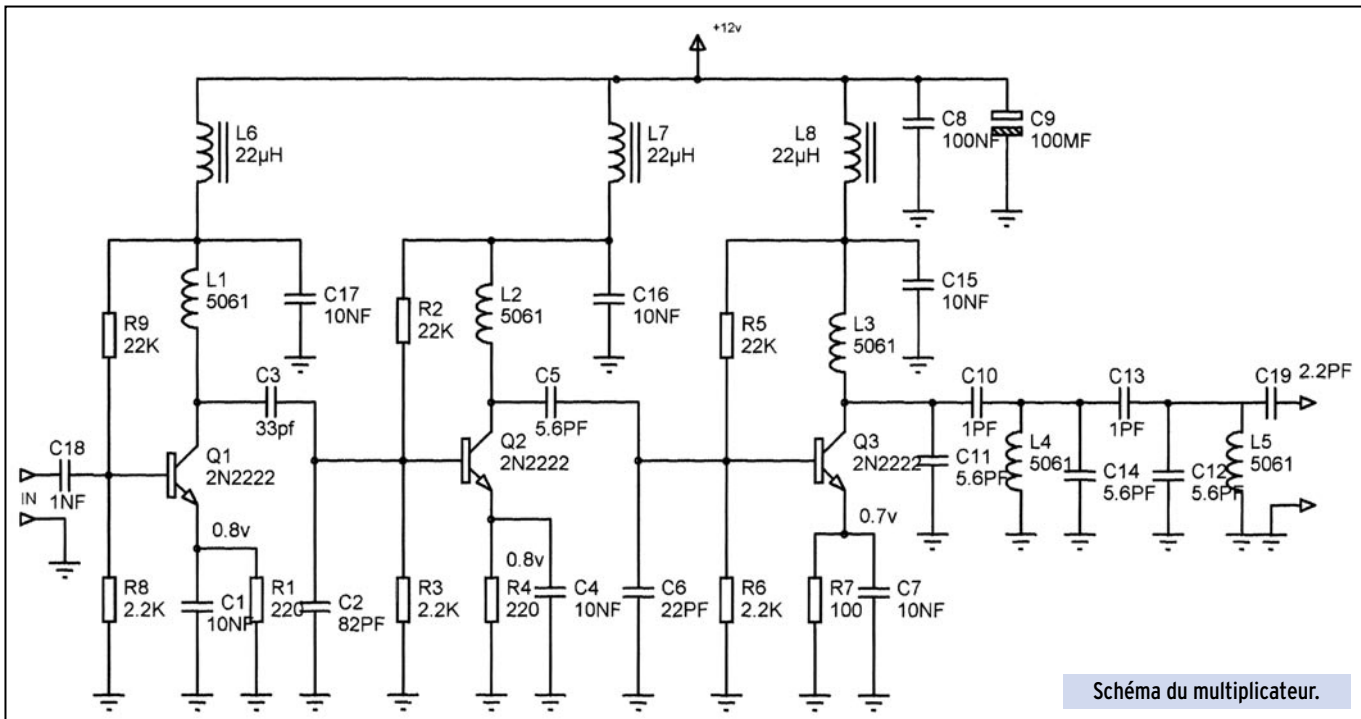 +12v
L6
22µH
L7
22µH
L8
22µH
C8
100NF
C9
100MF
L1
5061
C17
10NF
R9
22K
R2
22K
L2
5061
C16
10NF
R5
22K
L3
5061
C15
10NF
C3
33pf
C5
5.6PF
C10
1PF
C13
1PF
C19
2.2PF
C18
1NF
IN
Q1
2N2222
Q2
2N2222
Q3
2N2222
C11
5.6PF
L4
5061
C14
5.6PF
C12
5.6PF
L5
5061
0.8v
0.8v
0.7v
R8
2.2K
C1
10NF
R1
220
C2
82PF
R3
2.2K
R4
220
C4
10NF
C6
22PF
R6
2.2K
R7
100
C7
10NF
Schéma du multiplicateur.